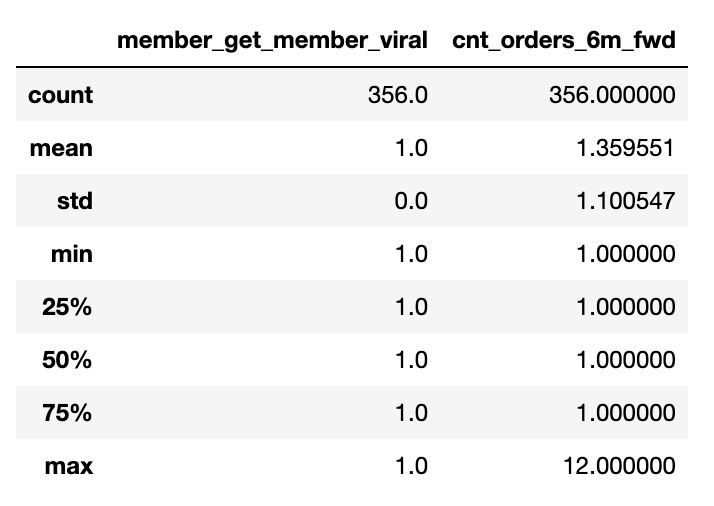 member_get_member_viral cnt_orders_6m_fwd
count 356.0 356.000000
mean 1.0 1.359551
std 0.0 1.100547
min 1.0 1.000000
25% 1.0 1.000000
50% 1.0 1.000000
75% 1.0 1.000000
max 1.0 12.000000